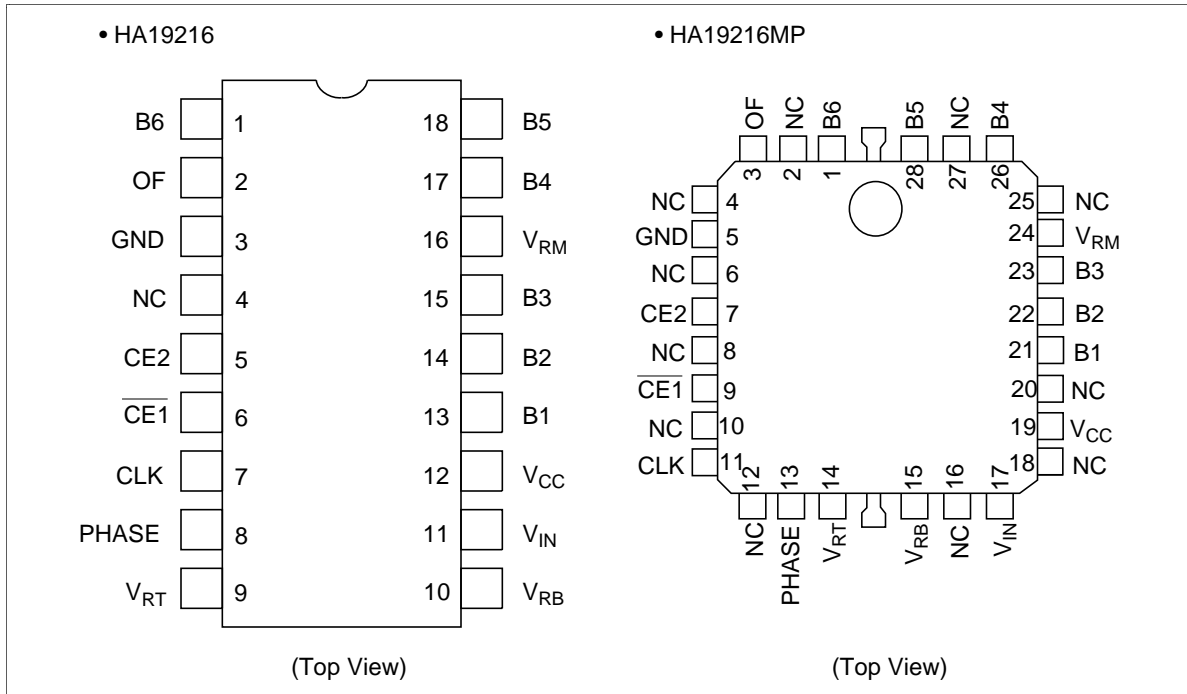 • HA19216
B6 1 18 B5
OF 2 17 B4
GND 3 16 VRM
NC 4 15 B3
CE2 5 14 B2
CE1 6 13 B1
CLK 7 12 VCC
PHASE 8 11 VIN
VRT 9 10 VRB
(Top View)
• HA19216MP
OF NC B6 B5 NC B4
3 2 1 28 27 26
NC 4 25 NC
GND 5 24 VRM
NC 6 23 B3
CE2 7 22 B2
NC 8 21 B1
CE1 9 20 NC
NC 10 19 VCC
CLK 11 18 NC
12 13 14 15 16 17
NC PHASE VRT VRB NC VIN
(Top View)